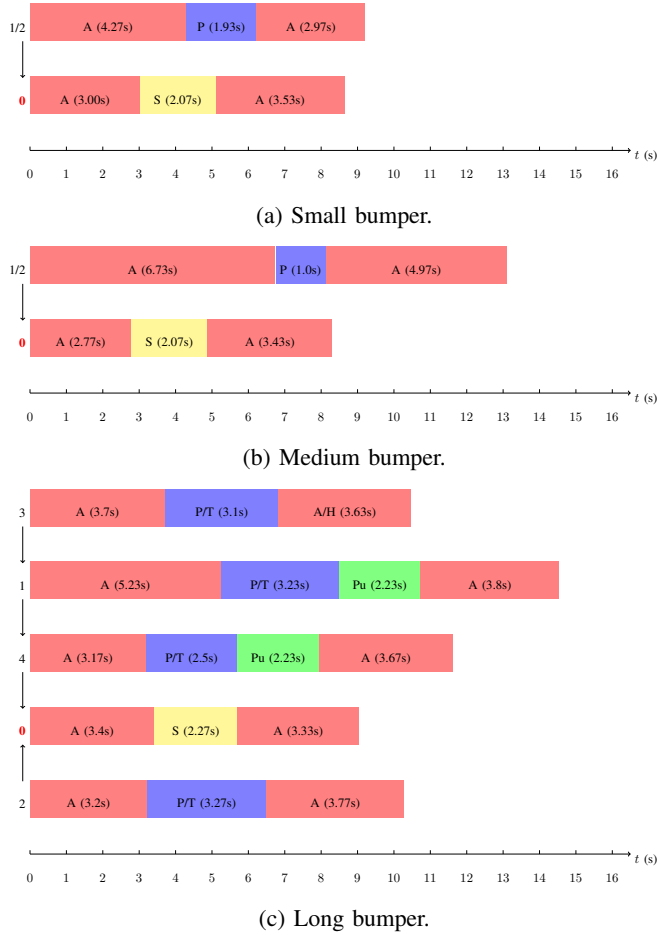 1/2 A (4.27s) P (1.93s) A (2.97s)
0 A (3.00s) S (2.07s) A (3.53s)
t (s)
0 1 2 3 4 5 6 7 8 9 10 11 12 13 14 15 16
(a) Small bumper.
1/2 A (6.73s) P (1.0s) A (4.97s)
0 A (2.77s) S (2.07s) A (3.43s)
t (s)
0 1 2 3 4 5 6 7 8 9 10 11 12 13 14 15 16
(b) Medium bumper.
3 A (3.7s) P/T (3.1s) A/H (3.63s)
1 A (5.23s) P/T (3.23s) Pu (2.23s) A (3.8s)
4 A (3.17s) P/T (2.5s) Pu (2.23s) A (3.67s)
0 A (3.4s) S (2.27s) A (3.33s)
2 A (3.2s) P/T (3.27s) A (3.77s)
t (s)
0 1 2 3 4 5 6 7 8 9 10 11 12 13 14 15 16
(c) Long bumper.